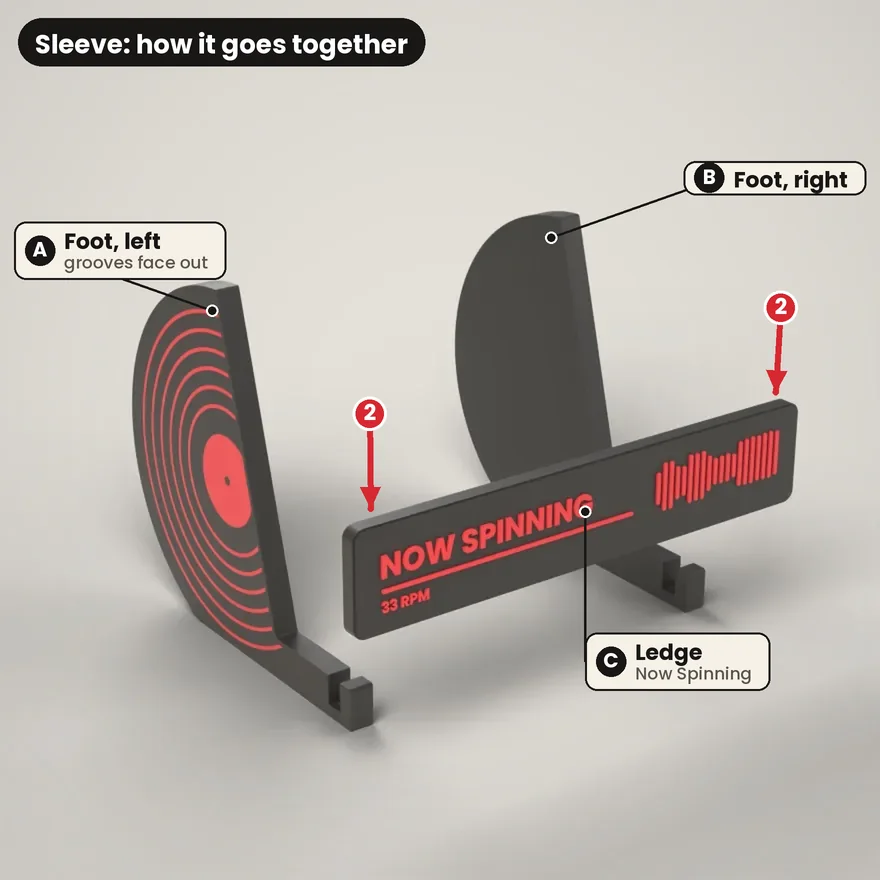 Sleeve: how it goes together
B Foot, right
A Foot, left
grooves face out
2
2
NOW SPINNING
33 RPM
C Ledge
Now Spinning